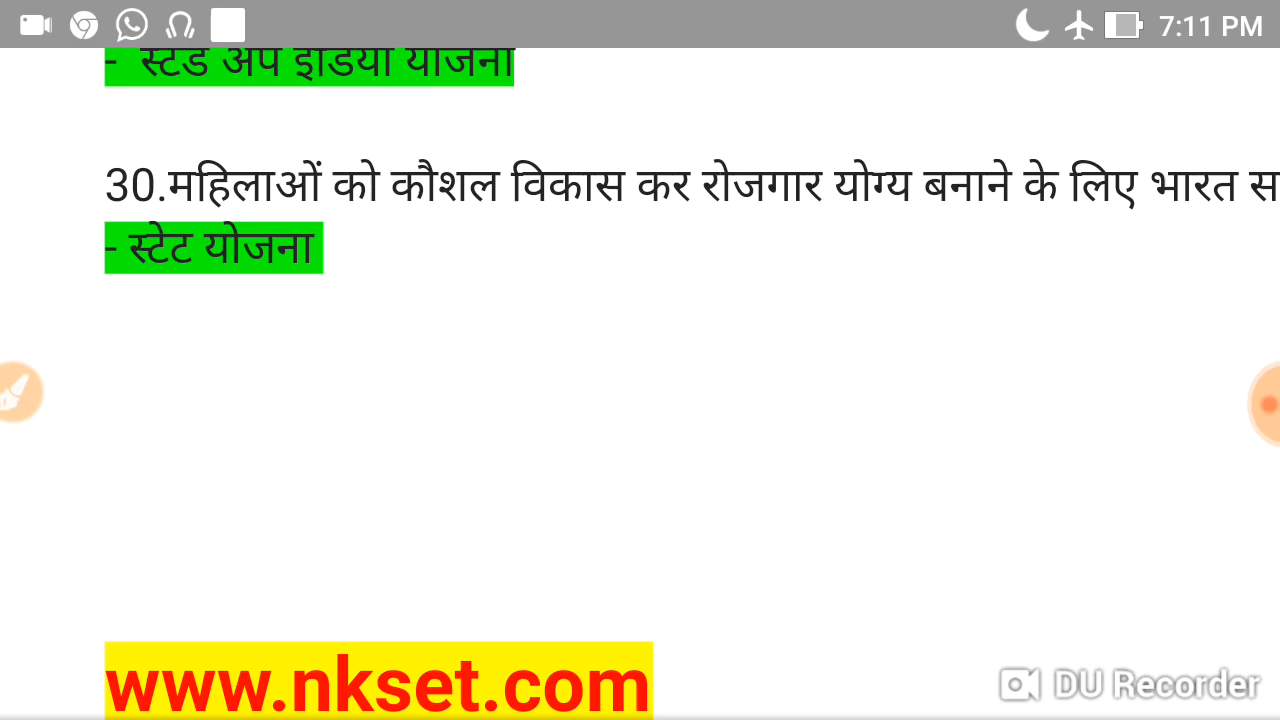 7:11 PM
- स्टैंड अप इंडिया योजना
30.महिलाओं को कौशल विकास कर रोजगार योग्य बनाने के लिए भारत स
- स्टेट योजना
www.nkset.com
DU Recorder